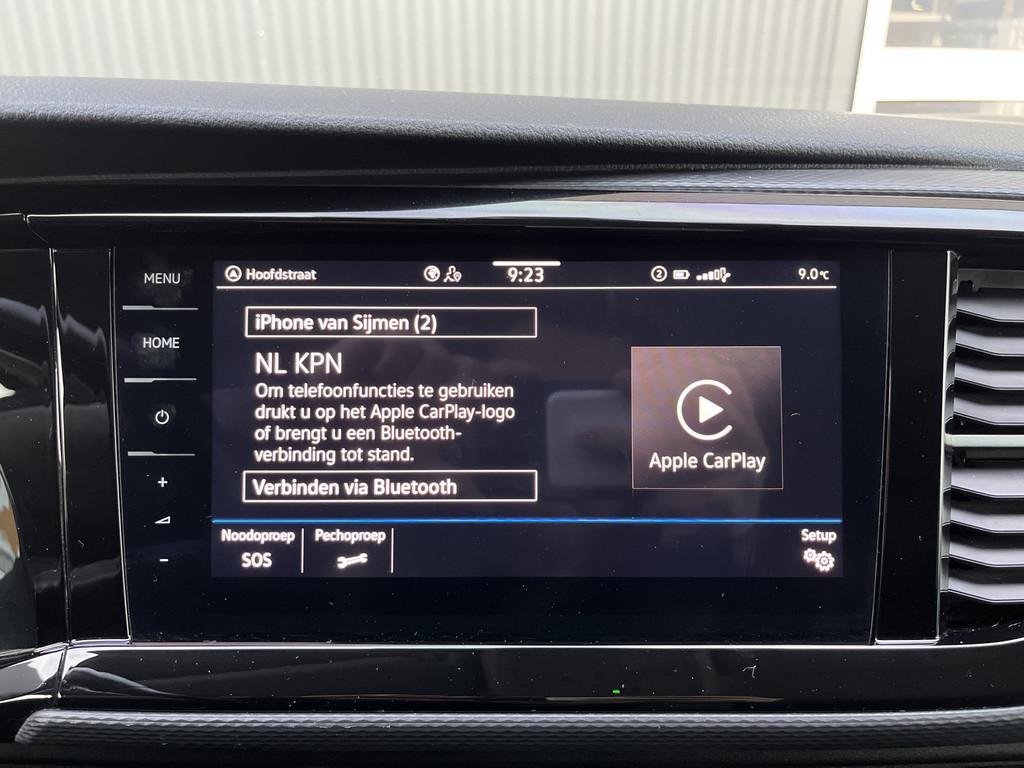 MENU
HOME
Hoofdstraat
9:23
2
9.0°C
iPhone van Sijmen (2)
NL KPN
Om telefoonfuncties te gebruiken
drukt u op het Apple CarPlay-logo
of brengt u een Bluetooth-
verbinding tot stand.
Verbinden via Bluetooth
Apple CarPlay
Noodoproep
SOS
Pechoproep
Setup
+
-